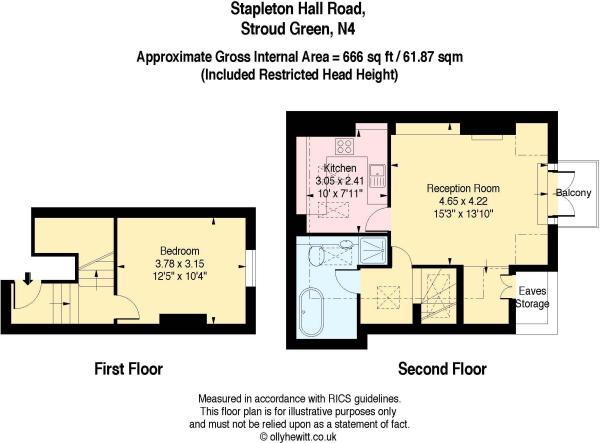 Stapleton Hall Road,
Stroud Green, N4
Approximate Gross Internal Area = 666 sq ft / 61.87 sqm
(Included Restricted Head Height)
Kitchen
3.05 x 2.41
10' x 7'11"
Reception Room
4.65 x 4.22
15'3" x 13'10"
Balcony
Bedroom
3.78 x 3.15
12'5" x 10'4"
Eaves
Storage
First Floor
Second Floor
Measured in accordance with RICS guidelines.
This floor plan is for illustrative purposes only
and must not be relied upon as a statement of fact.
© ollyhewitt.co.uk